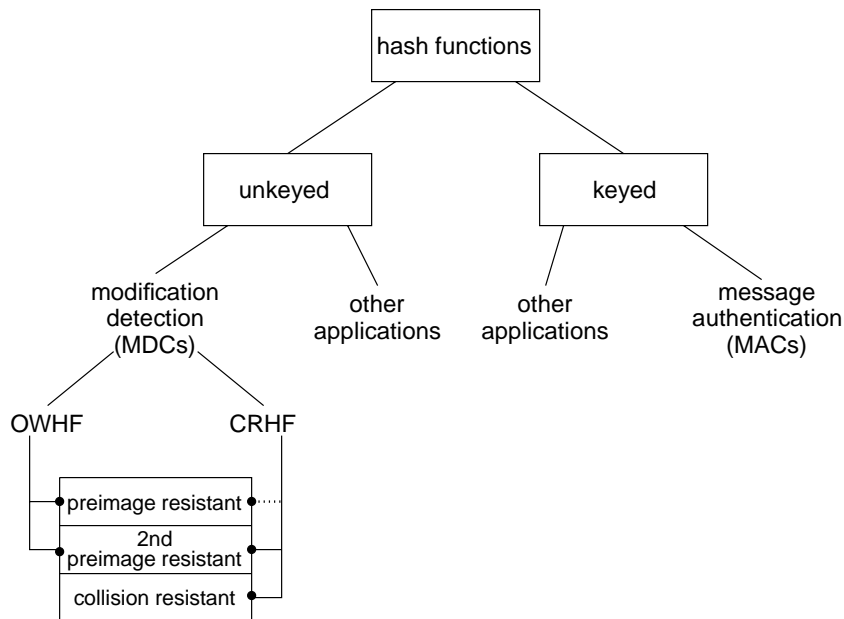 hash functions
unkeyed
keyed
modification
detection
(MDCs)
other
applications
other
applications
message
authentication
(MACs)
OWHF
CRHF
preimage resistant
2nd
preimage resistant
collision resistant